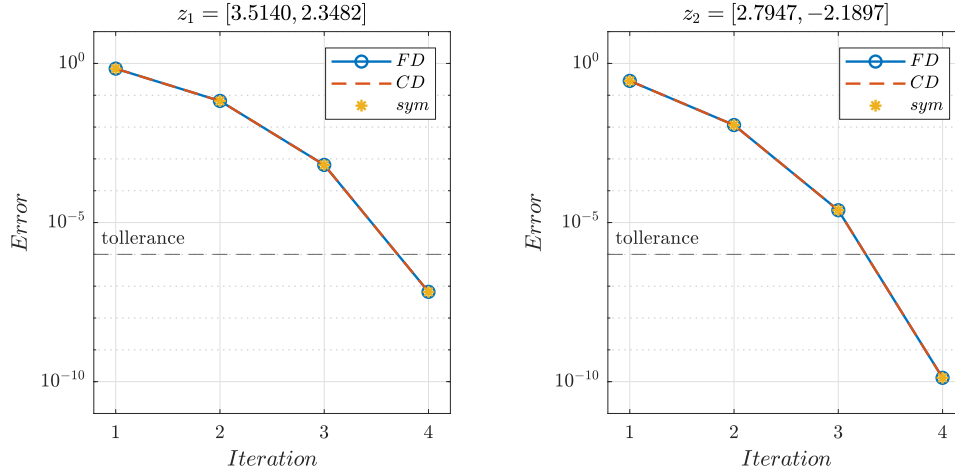 z₁ = [3.5140, 2.3482]
10⁰
10⁻⁵
10⁻¹⁰
Error
tollerance
FD
CD
sym
1 2 3 4
Iteration
z₂ = [2.7947, −2.1897]
10⁰
10⁻⁵
10⁻¹⁰
Error
tollerance
FD
CD
sym
1 2 3 4
Iteration